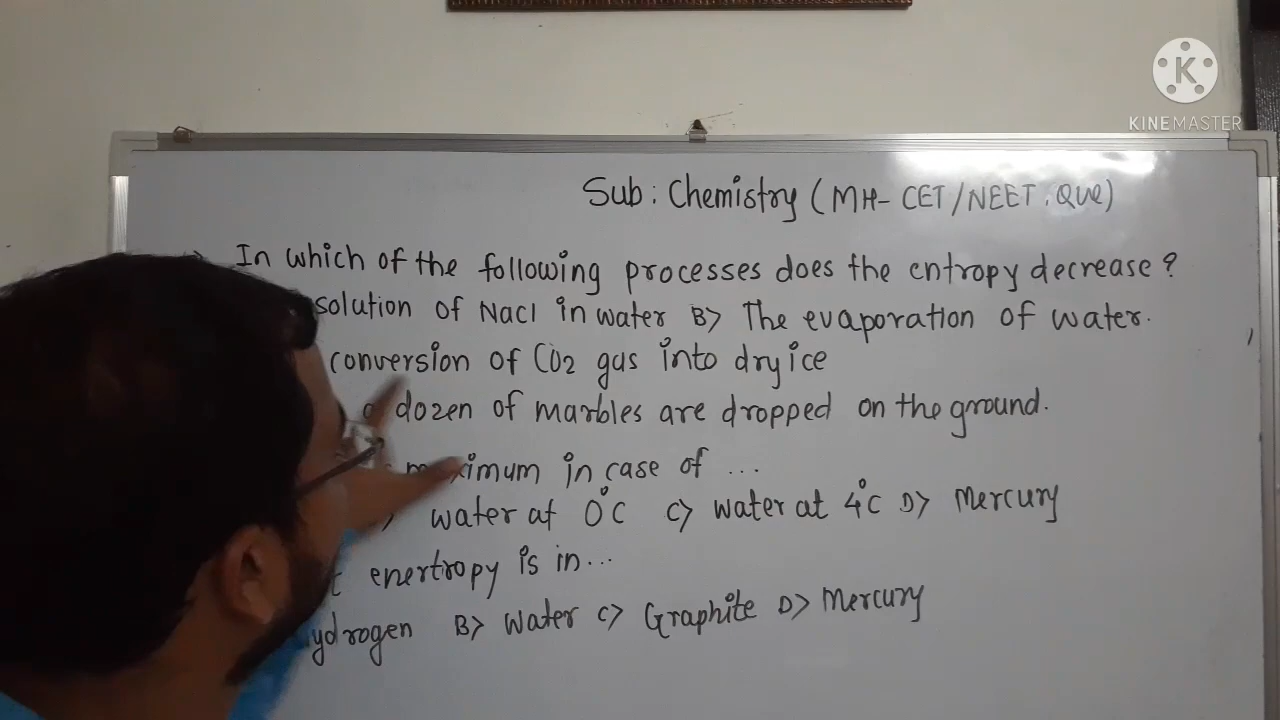 KINEMASTER
Sub : Chemistry (MH- CET/NEET. QUE)
In which of the following processes does the entropy decrease ?
solution of NaCl in water B> The evaporation of water.
conversion of CO2 gas into dry ice
a dozen of marbles are dropped on the ground.
maximum in case of ...
water at 0°C C> water at 4°C D> Mercury
enertropy is in...
ydrogen B> Water C> Graphite D> Mercury